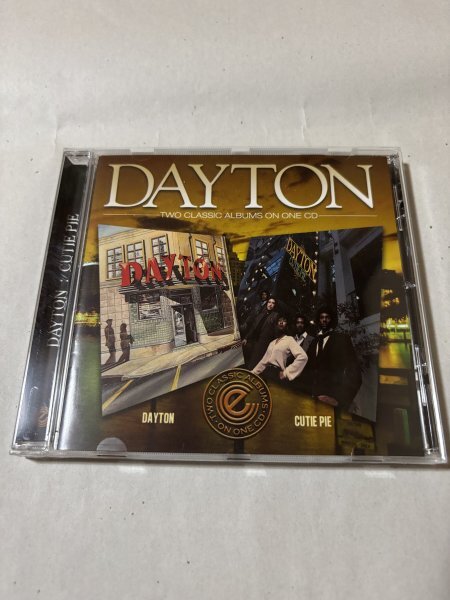 DAYTON
TWO CLASSIC ALBUMS ON ONE CD
DAYTON
DAYTON
DAYTON
CUTIE PIE
TWO CLASSIC ALBUMS
ON ONE CD
DAYTON / CUTIE PIE